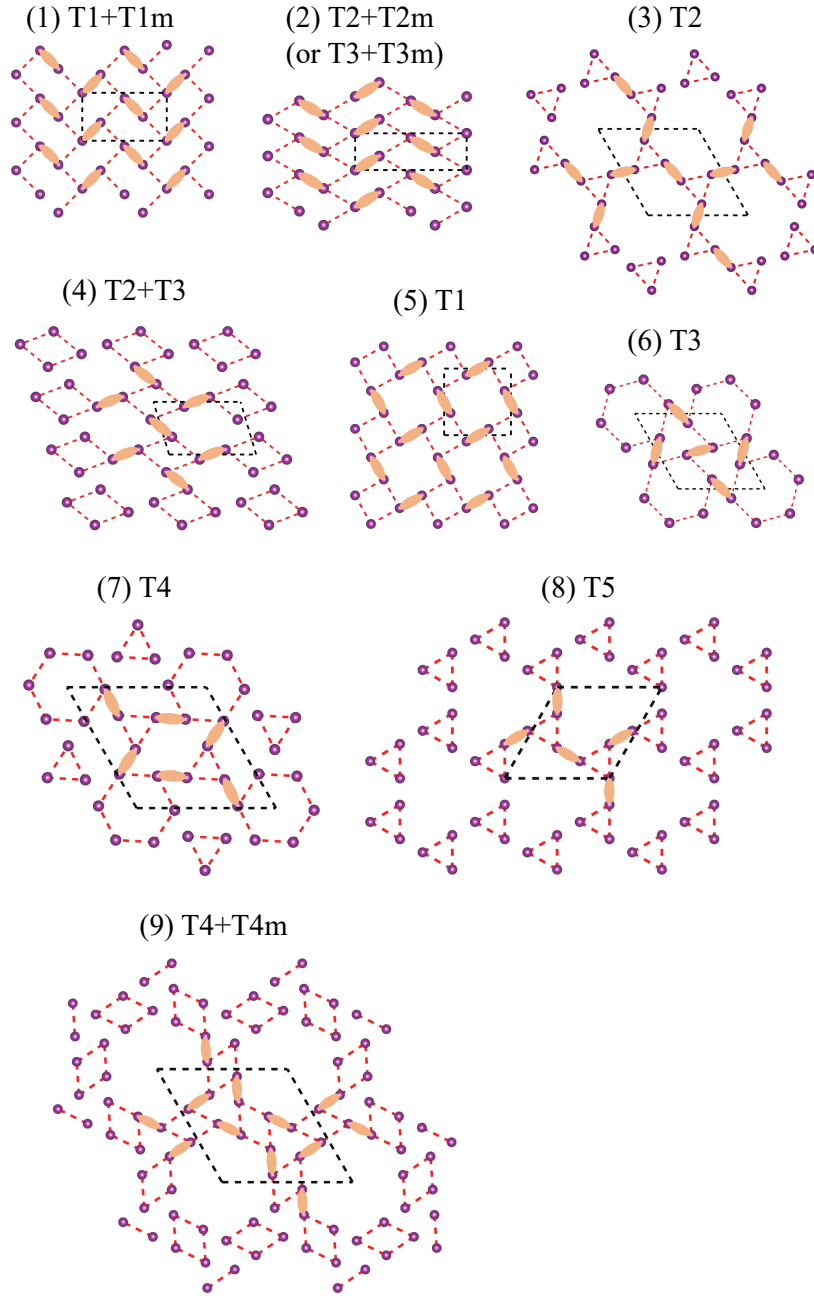 (1) T1+T1m
(2) T2+T2m
(or T3+T3m)
(3) T2
(4) T2+T3
(5) T1
(6) T3
(7) T4
(8) T5
(9) T4+T4m